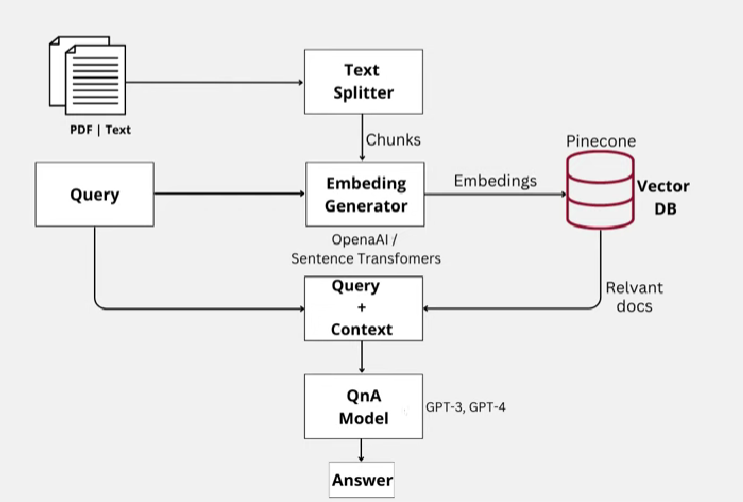 Text
Splitter
PDF | Text
Chunks
Pinecone
Query
Embeding
Generator
Embedings
Vector
DB
OpenaAI /
Sentence Transfomers
Query
+
Context
Relvant
docs
QnA
Model
GPT-3, GPT-4
Answer